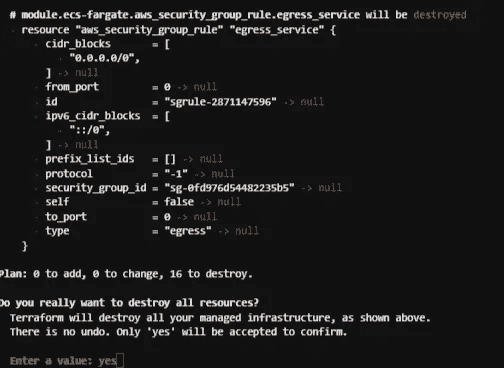 # module.ecs-fargate.aws_security_group_rule.egress_service will be destroyed
- resource "aws_security_group_rule" "egress_service" {
- cidr_blocks = [
- "0.0.0.0/0",
] -> null
- from_port = 0 -> null
- id = "sgrule-2871147596" -> null
- ipv6_cidr_blocks = [
- "::/0",
] -> null
- prefix_list_ids = [] -> null
- protocol = "-1" -> null
- security_group_id = "sg-0fd976d54482235b5" -> null
- self = false -> null
- to_port = 0 -> null
- type = "egress" -> null
}
Plan: 0 to add, 0 to change, 16 to destroy.
Do you really want to destroy all resources?
Terraform will destroy all your managed infrastructure, as shown above.
There is no undo. Only 'yes' will be accepted to confirm.
Enter a value: yes